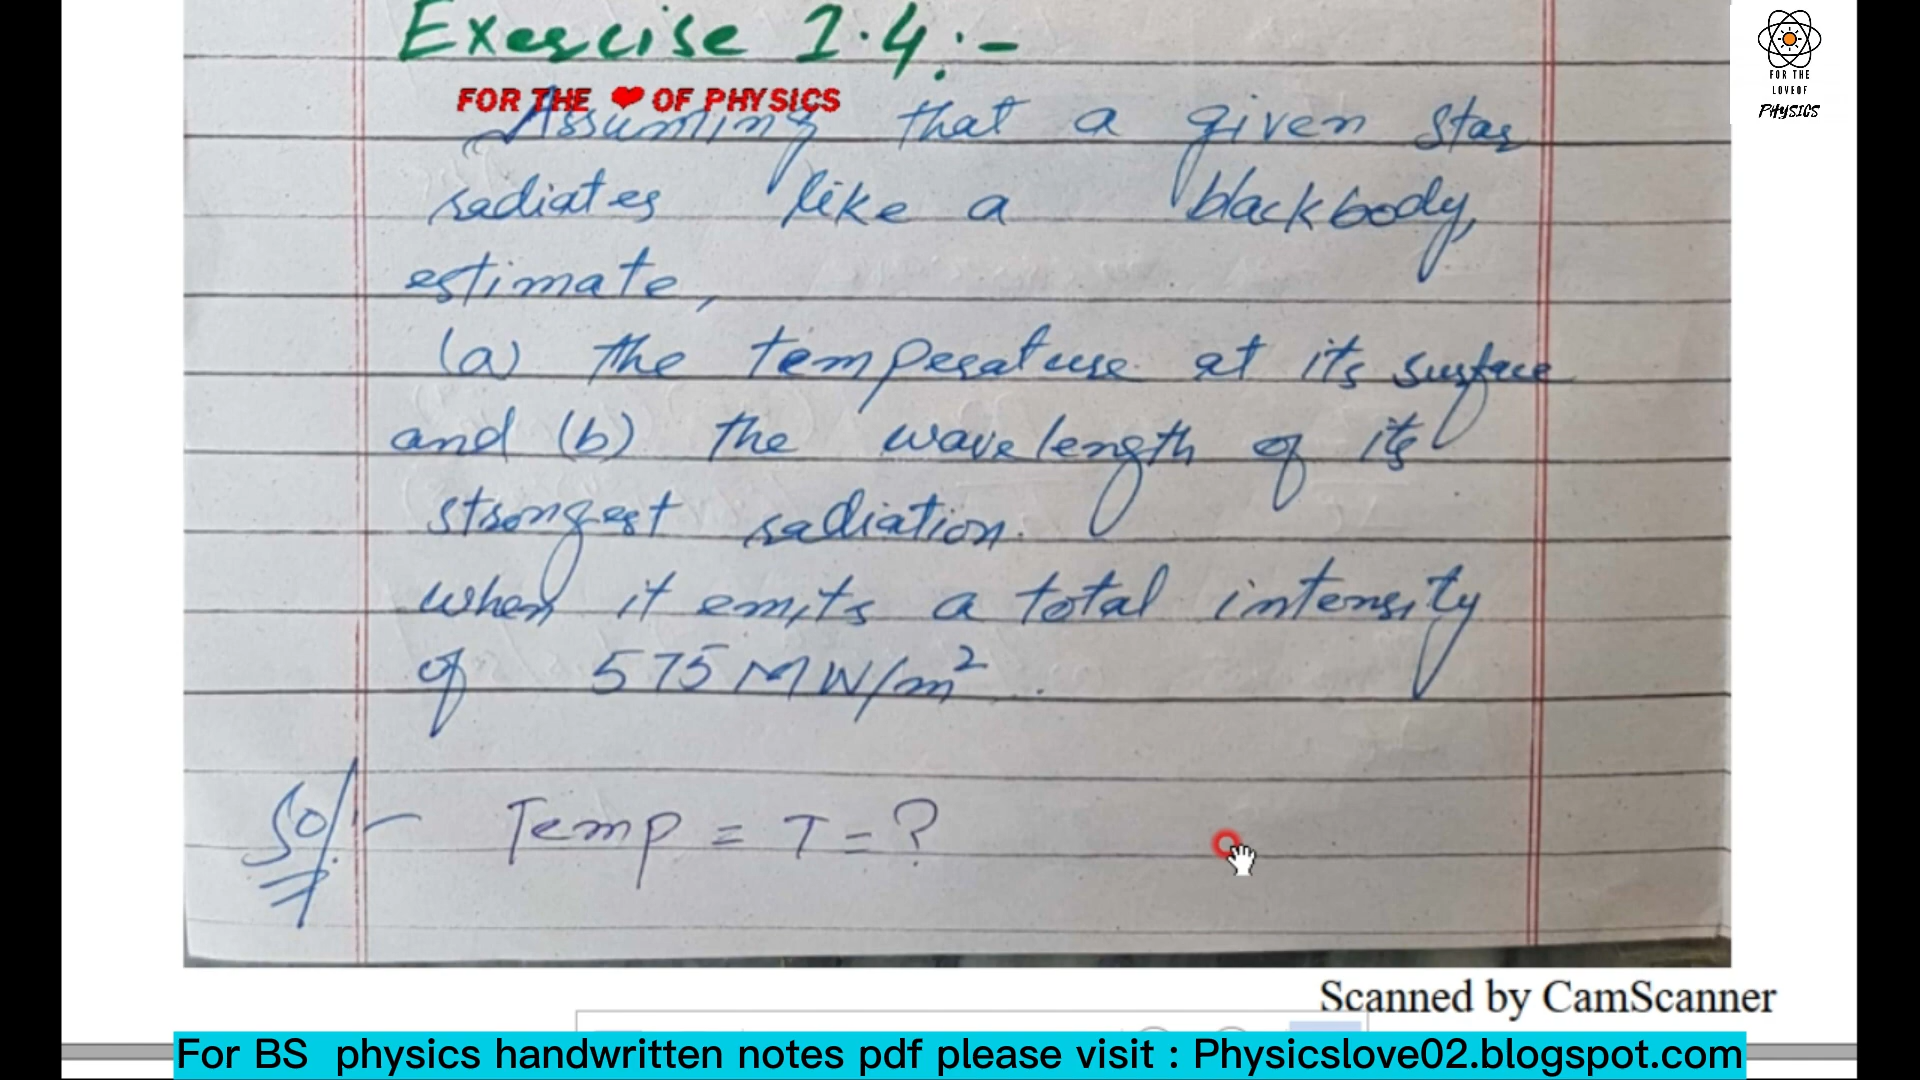 Exercise 1.4:-
FOR THE ❤ OF PHYSICS
Assuming that a given star
radiates like a blackbody,
estimate,
(a) the temperature at its surface
and (b) the wavelength of its
strongest radiation.
when it emits a total intensity
of 575 MW/m²
Sol:- Temp = T = ?
FOR THE
LOVE OF
PHYSICS
Scanned by CamScanner
For BS physics handwritten notes pdf please visit : Physicslove02.blogspot.com